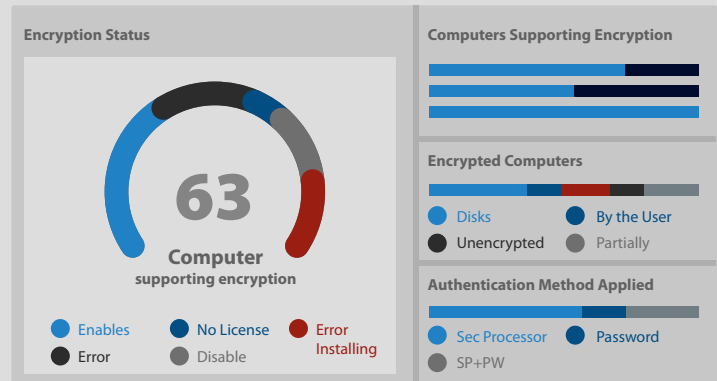 Encryption Status
63
Computer
supporting encryption
Enables
No License
Error
Installing
Error
Disable
Computers Supporting Encryption
Encrypted Computers
Disks
By the User
Unencrypted
Partially
Authentication Method Applied
Sec Processor
Password
SP+PW